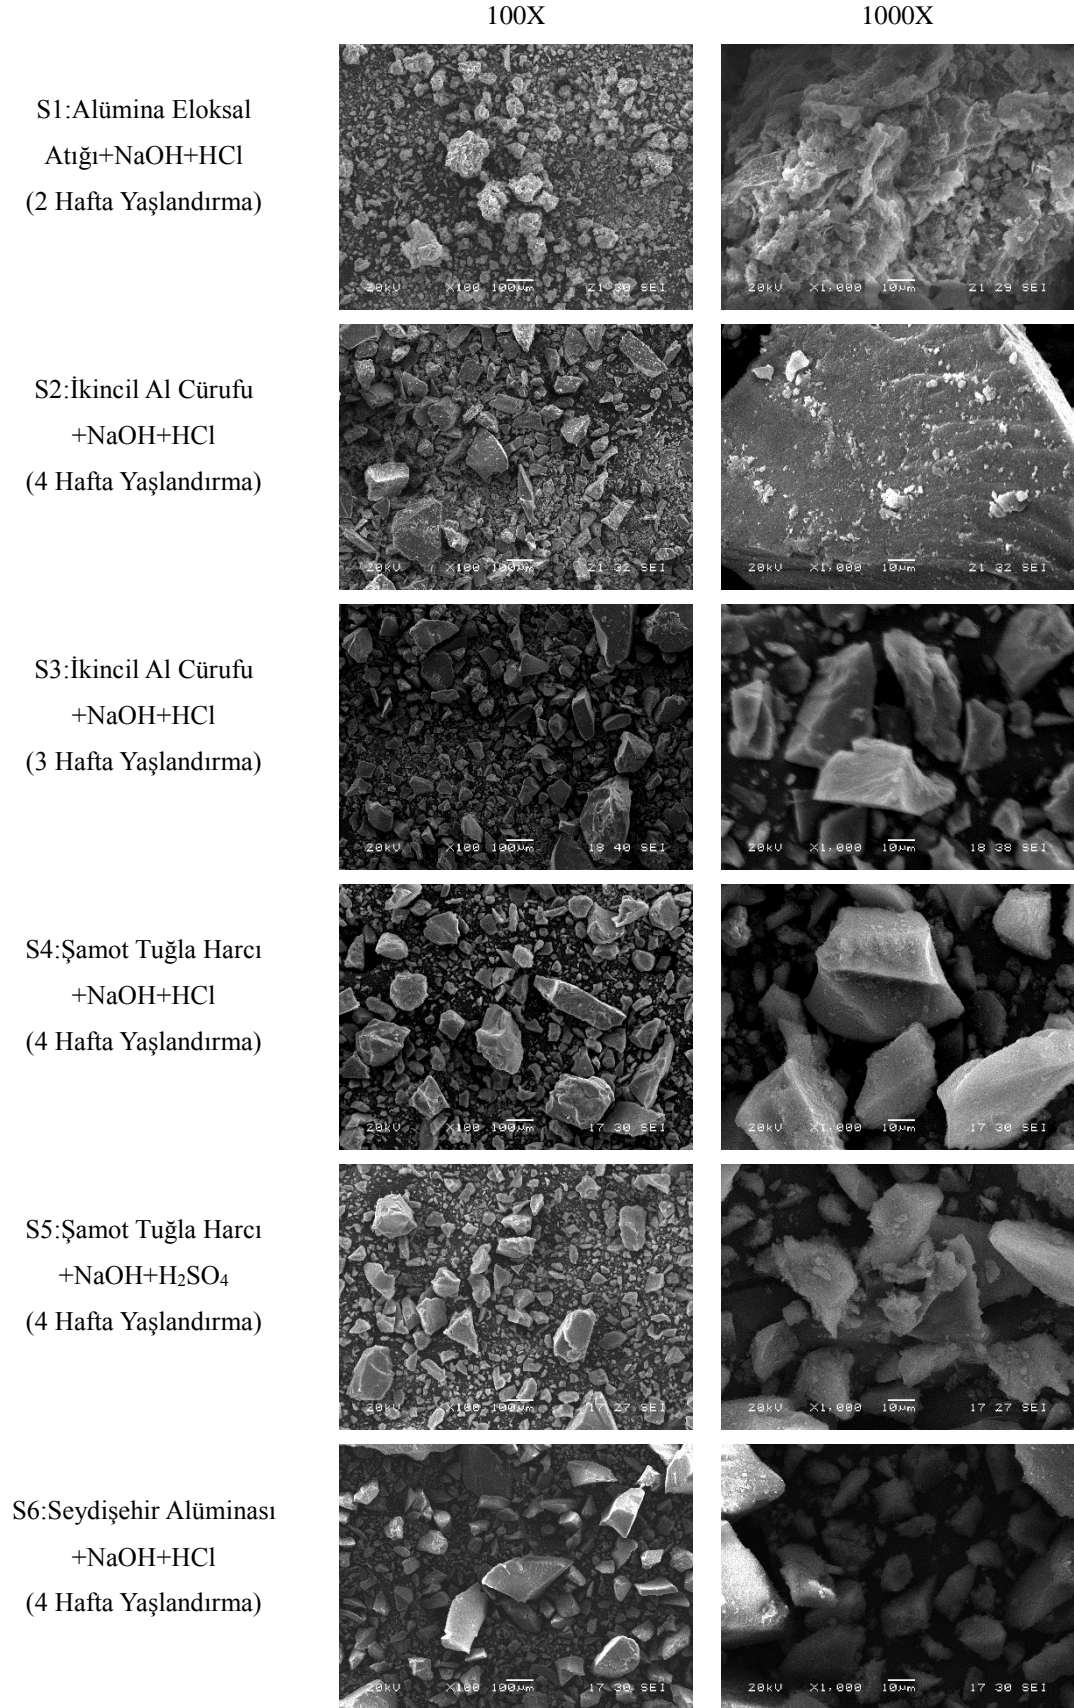 100X 1000X
S1:Alümina Eloksal
Atığı+NaOH+HCl
(2 Hafta Yaşlandırma)
20kV X100 100µm 21 30 SEI
20kV X1,000 10µm 21 29 SEI
S2:İkincil Al Cürufu
+NaOH+HCl
(4 Hafta Yaşlandırma)
20kV X100 100µm 21 32 SEI
20kV X1,000 10µm 21 32 SEI
S3:İkincil Al Cürufu
+NaOH+HCl
(3 Hafta Yaşlandırma)
20kV X100 100µm 18 40 SEI
20kV X1,000 10µm 18 38 SEI
S4:Şamot Tuğla Harcı
+NaOH+HCl
(4 Hafta Yaşlandırma)
20kV X100 100µm 17 30 SEI
20kV X1,000 10µm 17 30 SEI
S5:Şamot Tuğla Harcı
+NaOH+H₂SO₄
(4 Hafta Yaşlandırma)
20kV X100 100µm 17 27 SEI
20kV X1,000 10µm 17 27 SEI
S6:Seydişehir Alüminası
+NaOH+HCl
(4 Hafta Yaşlandırma)
20kV X100 100µm 17 30 SEI
20kV X1,000 10µm 17 30 SEI